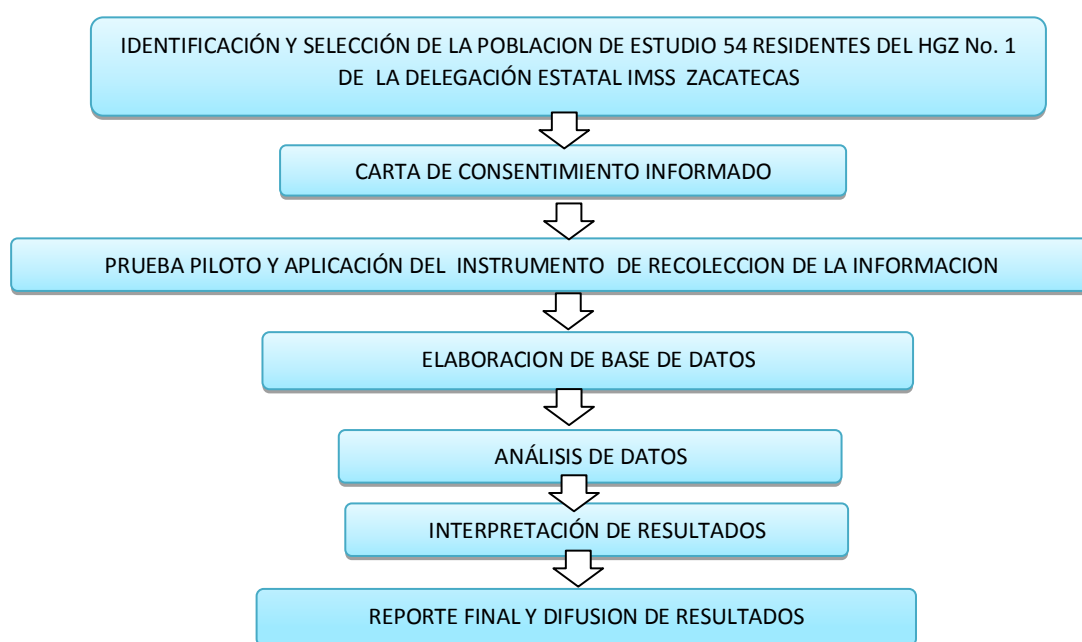 IDENTIFICACIÓN Y SELECCIÓN DE LA POBLACION DE ESTUDIO 54 RESIDENTES DEL HGZ No. 1
DE LA DELEGACIÓN ESTATAL IMSS ZACATECAS
CARTA DE CONSENTIMIENTO INFORMADO
PRUEBA PILOTO Y APLICACIÓN DEL INSTRUMENTO DE RECOLECCION DE LA INFORMACION
ELABORACION DE BASE DE DATOS
ANÁLISIS DE DATOS
INTERPRETACIÓN DE RESULTADOS
REPORTE FINAL Y DIFUSION DE RESULTADOS